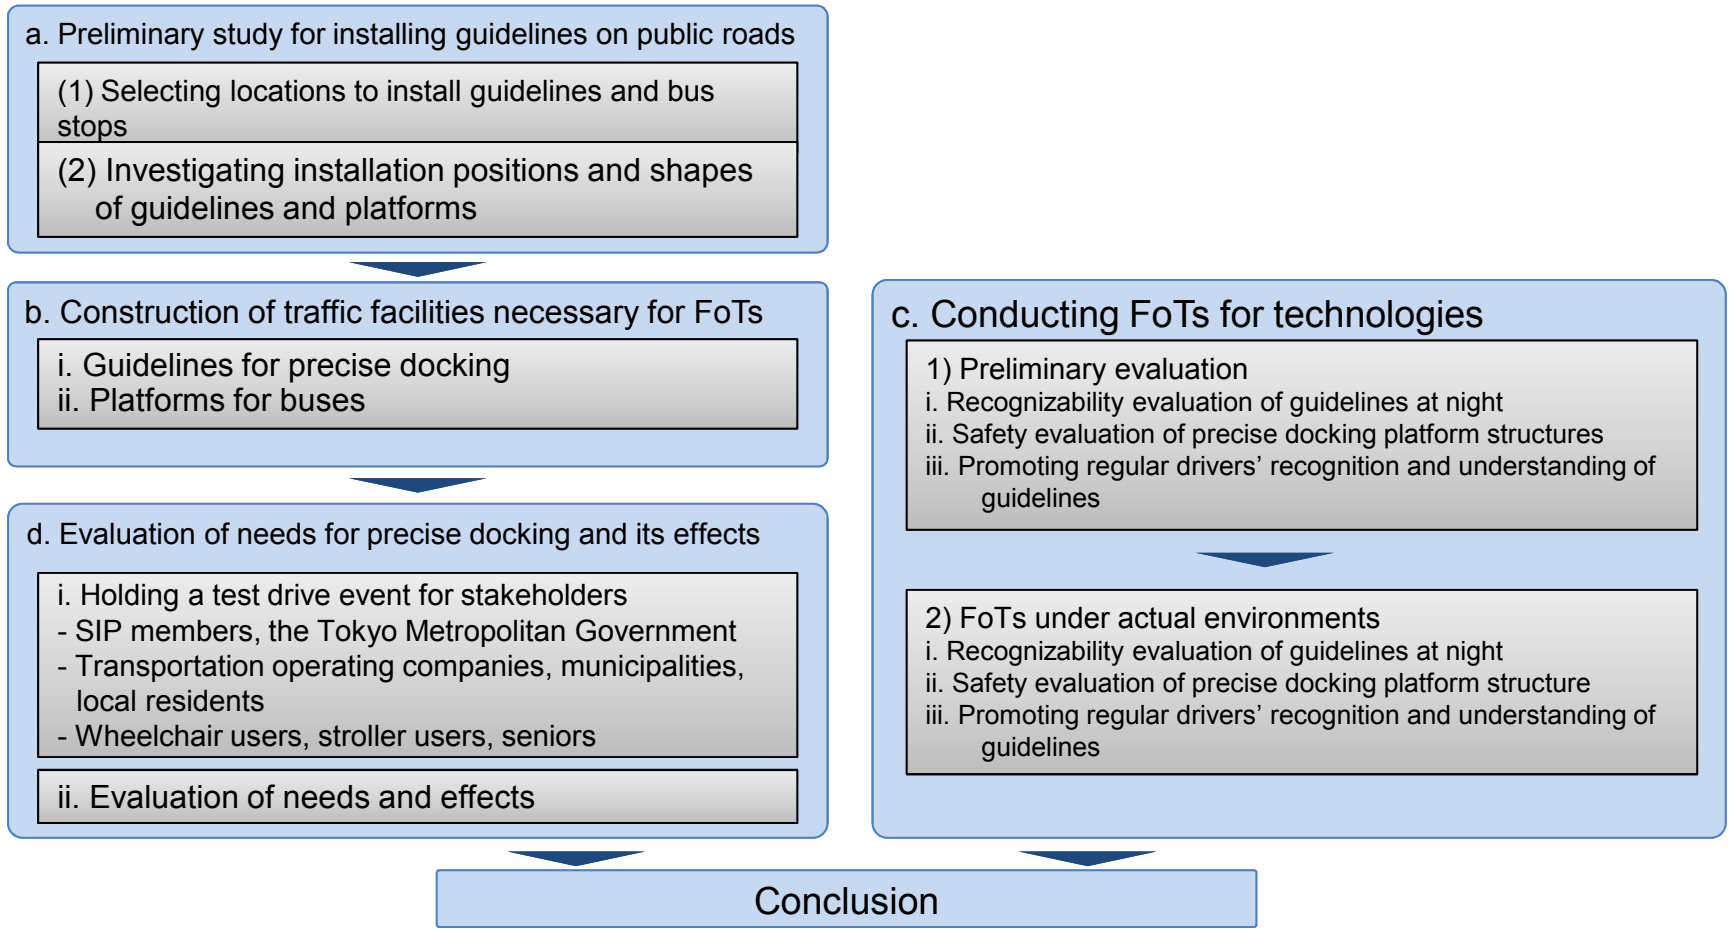 a. Preliminary study for installing guidelines on public roads
(1) Selecting locations to install guidelines and bus
stops
(2) Investigating installation positions and shapes
of guidelines and platforms
b. Construction of traffic facilities necessary for FoTs
i. Guidelines for precise docking
ii. Platforms for buses
d. Evaluation of needs for precise docking and its effects
i. Holding a test drive event for stakeholders
- SIP members, the Tokyo Metropolitan Government
- Transportation operating companies, municipalities,
local residents
- Wheelchair users, stroller users, seniors
ii. Evaluation of needs and effects
c. Conducting FoTs for technologies
1) Preliminary evaluation
i. Recognizability evaluation of guidelines at night
ii. Safety evaluation of precise docking platform structures
iii. Promoting regular drivers’ recognition and understanding of
guidelines
2) FoTs under actual environments
i. Recognizability evaluation of guidelines at night
ii. Safety evaluation of precise docking platform structure
iii. Promoting regular drivers’ recognition and understanding of
guidelines
Conclusion